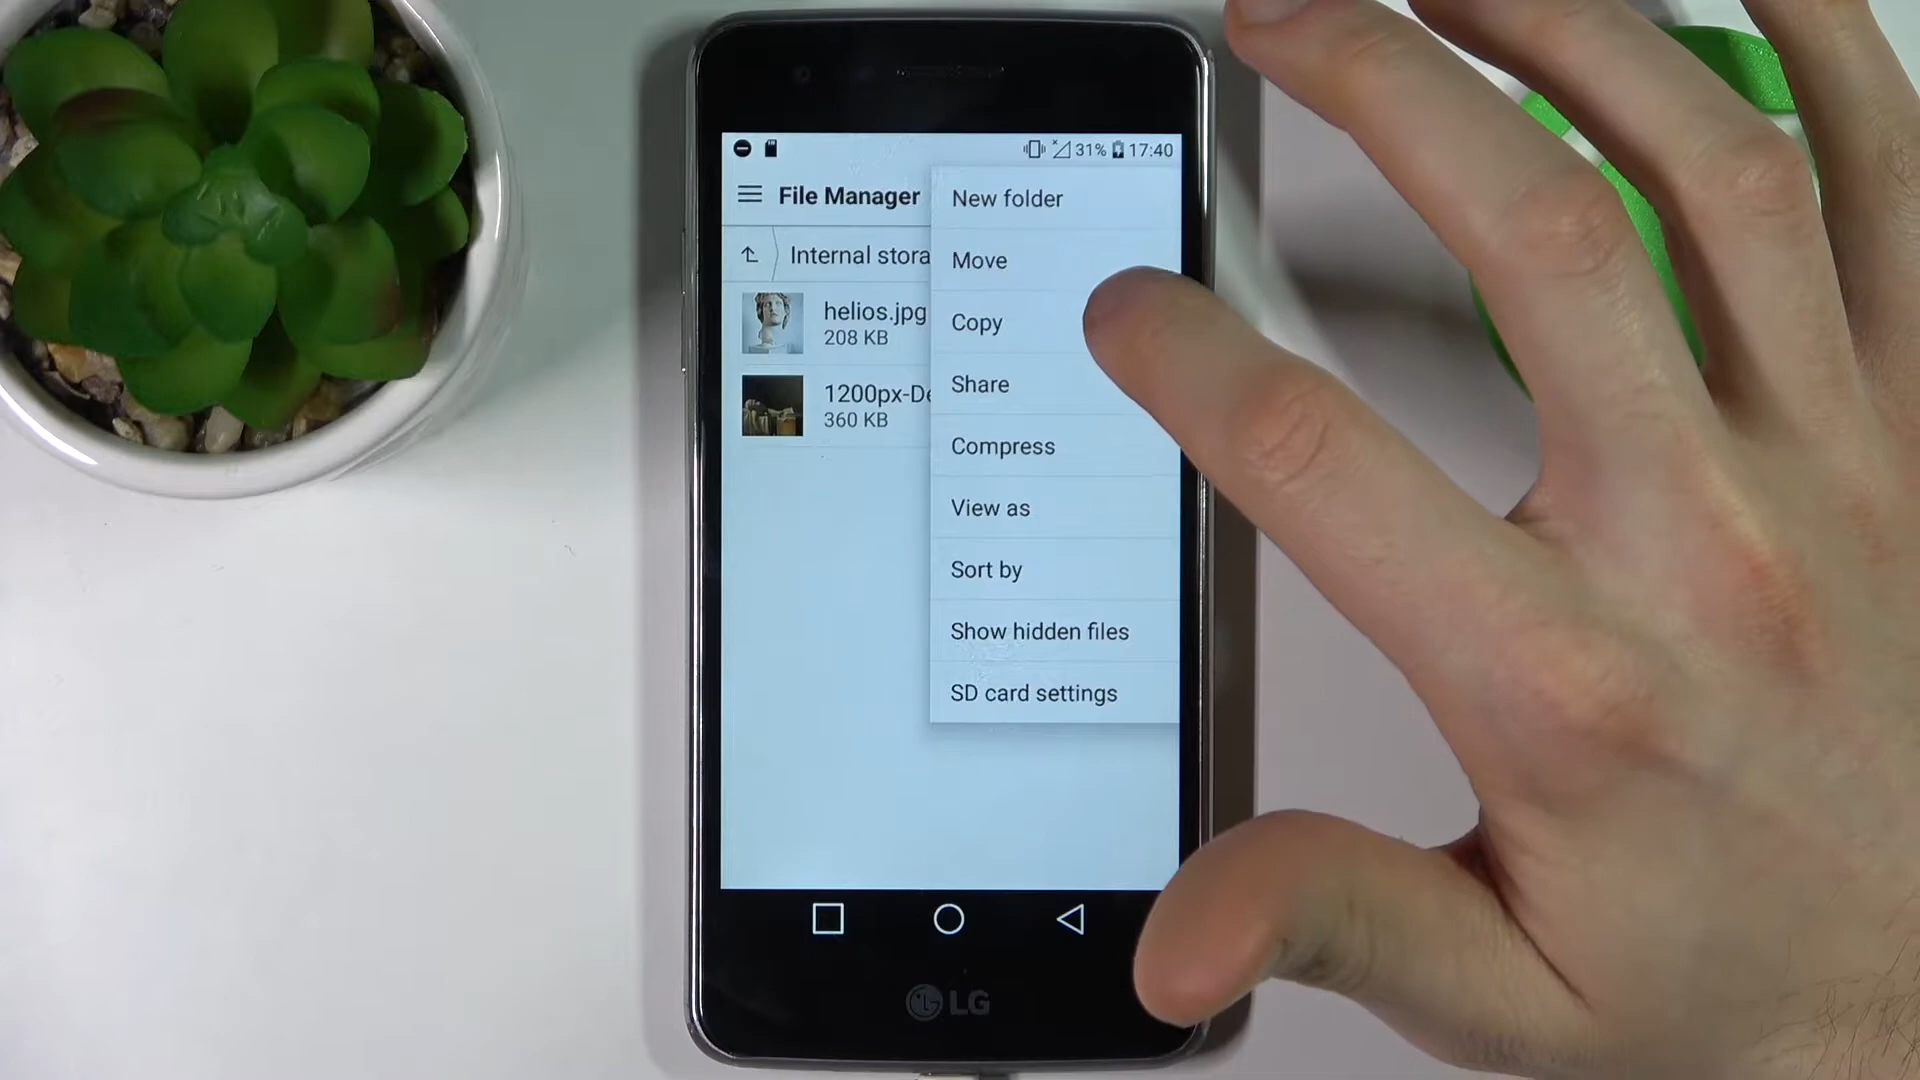 31% 17:40
File Manager
Internal stora
helios.jpg
208 KB
1200px-De
360 KB
New folder
Move
Copy
Share
Compress
View as
Sort by
Show hidden files
SD card settings
LG